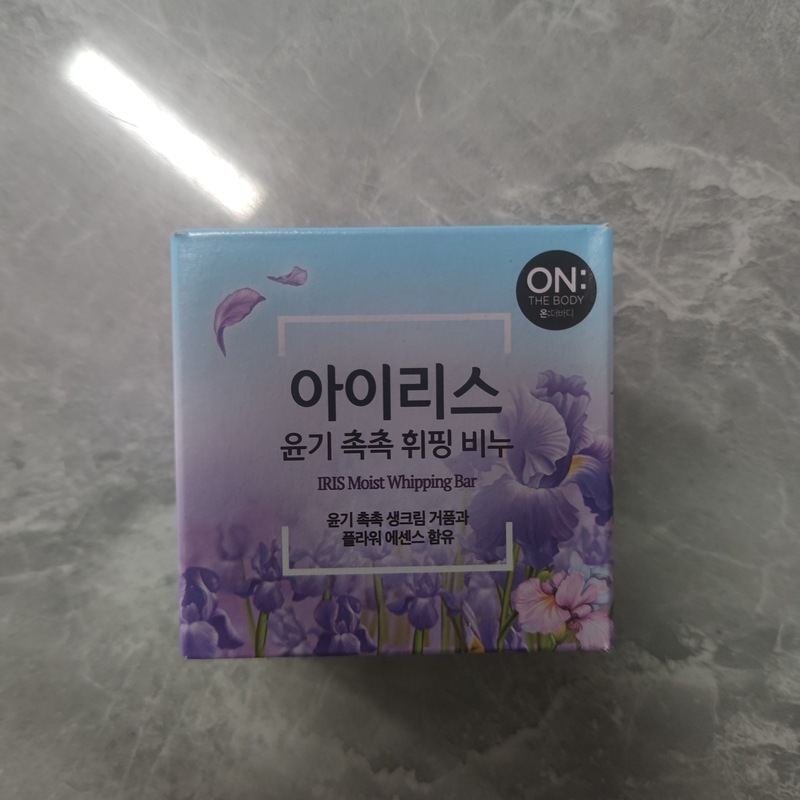 ON:
THE BODY
온:더바디
아이리스
윤기 촉촉 휘핑 비누
IRIS Moist Whipping Bar
윤기 촉촉 생크림 거품과
플라워 에센스 함유